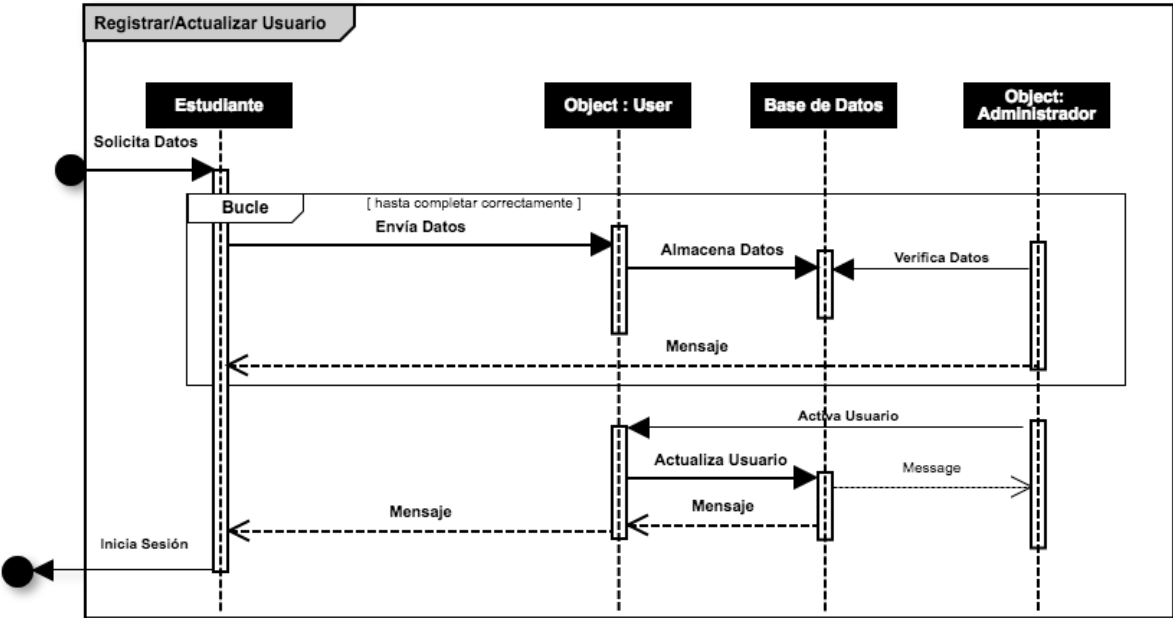 Registrar/Actualizar Usuario
Estudiante
Object : User
Base de Datos
Object:
Administrador
Solicita Datos
Bucle
[ hasta completar correctamente ]
Envía Datos
Almacena Datos
Verifica Datos
Mensaje
Activa Usuario
Actualiza Usuario
Message
Mensaje
Mensaje
Inicia Sesión